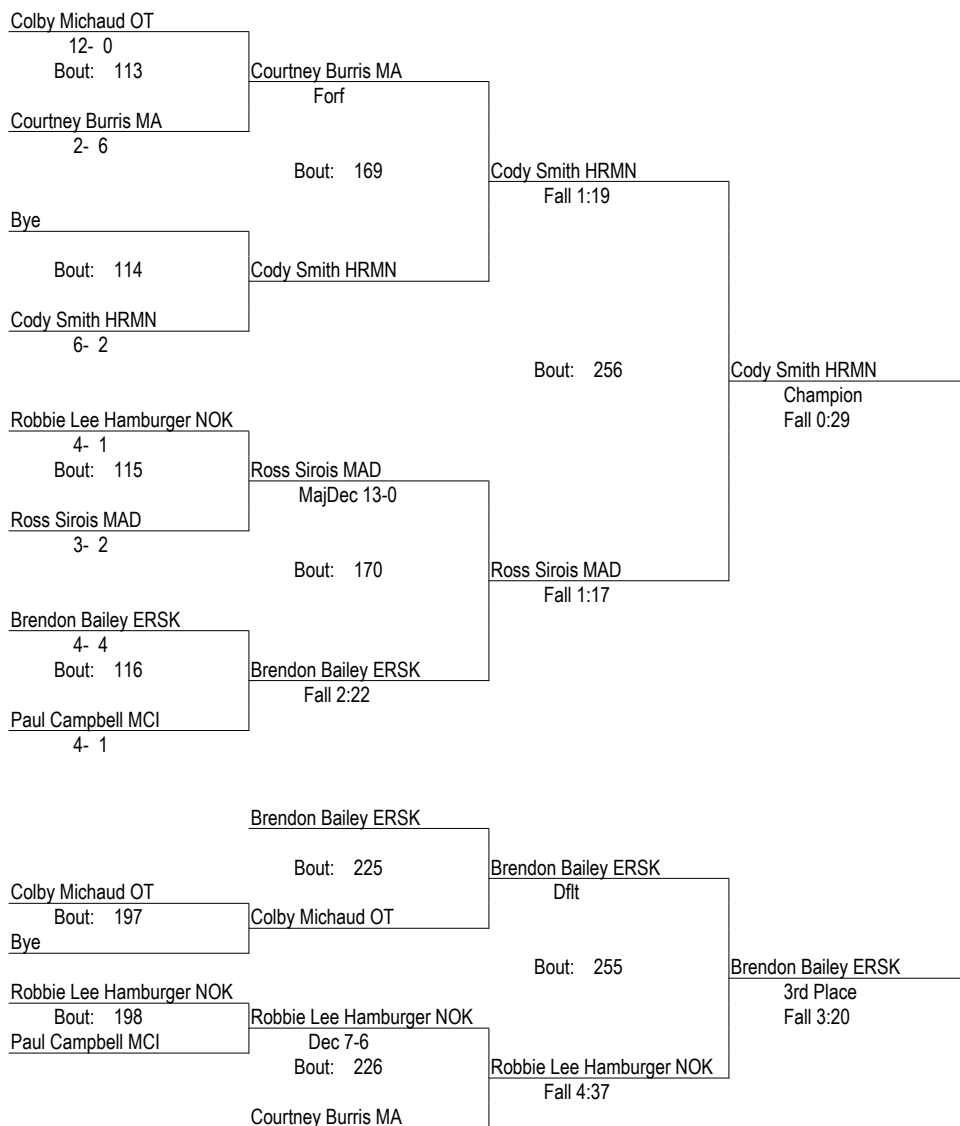 Colby Michaud OT
12- 0
Bout: 113
Courtney Burris MA
Forf
Courtney Burris MA
2- 6
Bout: 169
Cody Smith HRMN
Fall 1:19
Bye
Bout: 114
Cody Smith HRMN
Cody Smith HRMN
6- 2
Bout: 256
Cody Smith HRMN
Champion
Fall 0:29
Robbie Lee Hamburger NOK
4- 1
Bout: 115
Ross Sirois MAD
MajDec 13-0
Ross Sirois MAD
3- 2
Bout: 170
Ross Sirois MAD
Fall 1:17
Brendon Bailey ERSK
4- 4
Bout: 116
Brendon Bailey ERSK
Fall 2:22
Paul Campbell MCI
4- 1
Brendon Bailey ERSK
Bout: 225
Brendon Bailey ERSK
Dflt
Colby Michaud OT
Bout: 197
Colby Michaud OT
Bye
Bout: 255
Brendon Bailey ERSK
3rd Place
Fall 3:20
Robbie Lee Hamburger NOK
Bout: 198
Robbie Lee Hamburger NOK
Paul Campbell MCI
Dec 7-6
Bout: 226
Robbie Lee Hamburger NOK
Fall 4:37
Courtney Burris MA